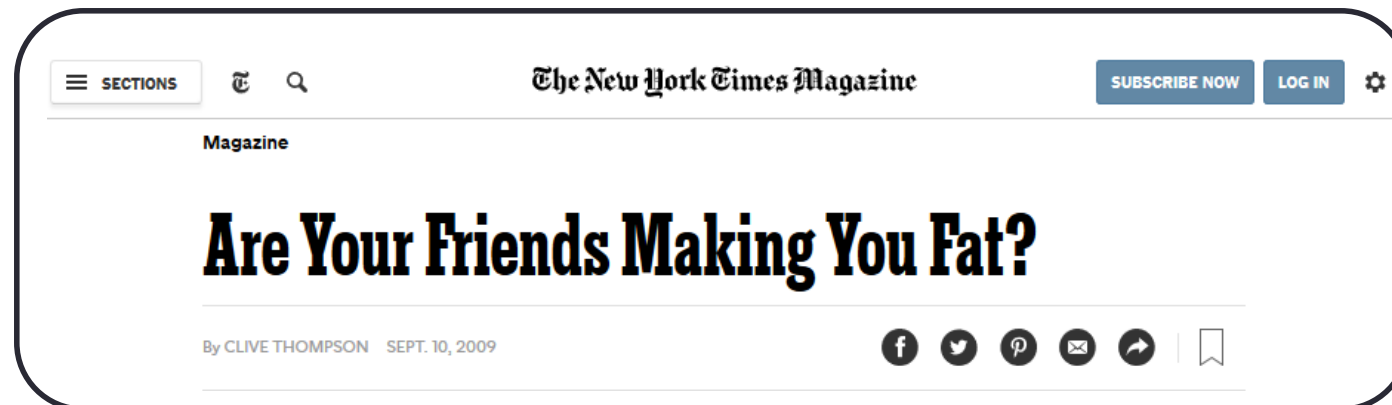 SECTIONS The New York Times Magazine SUBSCRIBE NOW LOG IN
Magazine
Are Your Friends Making You Fat?
By CLIVE THOMPSON SEPT. 10, 2009